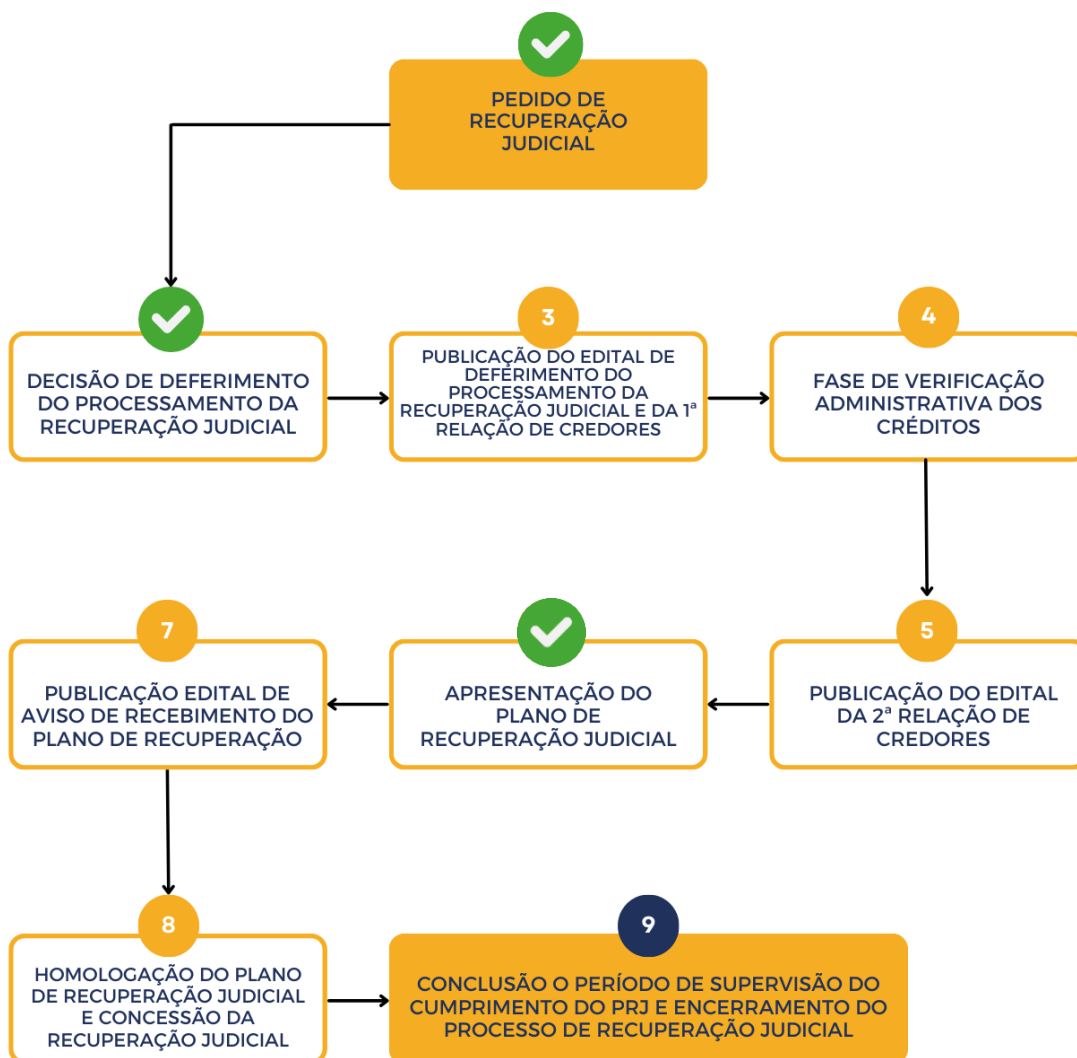 PEDIDO DE
RECUPERAÇÃO
JUDICIAL
DECISÃO DE DEFERIMENTO
DO PROCESSAMENTO DA
RECUPERAÇÃO JUDICIAL
3
PUBLICAÇÃO DO EDITAL DE
DEFERIMENTO DO
PROCESSAMENTO DA
RECUPERAÇÃO JUDICIAL E DA 1ª
RELAÇÃO DE CREDORES
4
FASE DE VERIFICAÇÃO
ADMINISTRATIVA DOS
CRÉDITOS
5
PUBLICAÇÃO DO EDITAL
DA 2ª RELAÇÃO DE
CREDORES
APRESENTAÇÃO DO
PLANO DE
RECUPERAÇÃO JUDICIAL
7
PUBLICAÇÃO EDITAL DE
AVISO DE RECEBIMENTO DO
PLANO DE RECUPERAÇÃO
8
HOMOLOGAÇÃO DO PLANO
DE RECUPERAÇÃO JUDICIAL
E CONCESSÃO DA
RECUPERAÇÃO JUDICIAL
9
CONCLUSÃO O PERÍODO DE SUPERVISÃO DO
CUMPRIMENTO DO PRJ E ENCERRAMENTO DO
PROCESSO DE RECUPERAÇÃO JUDICIAL